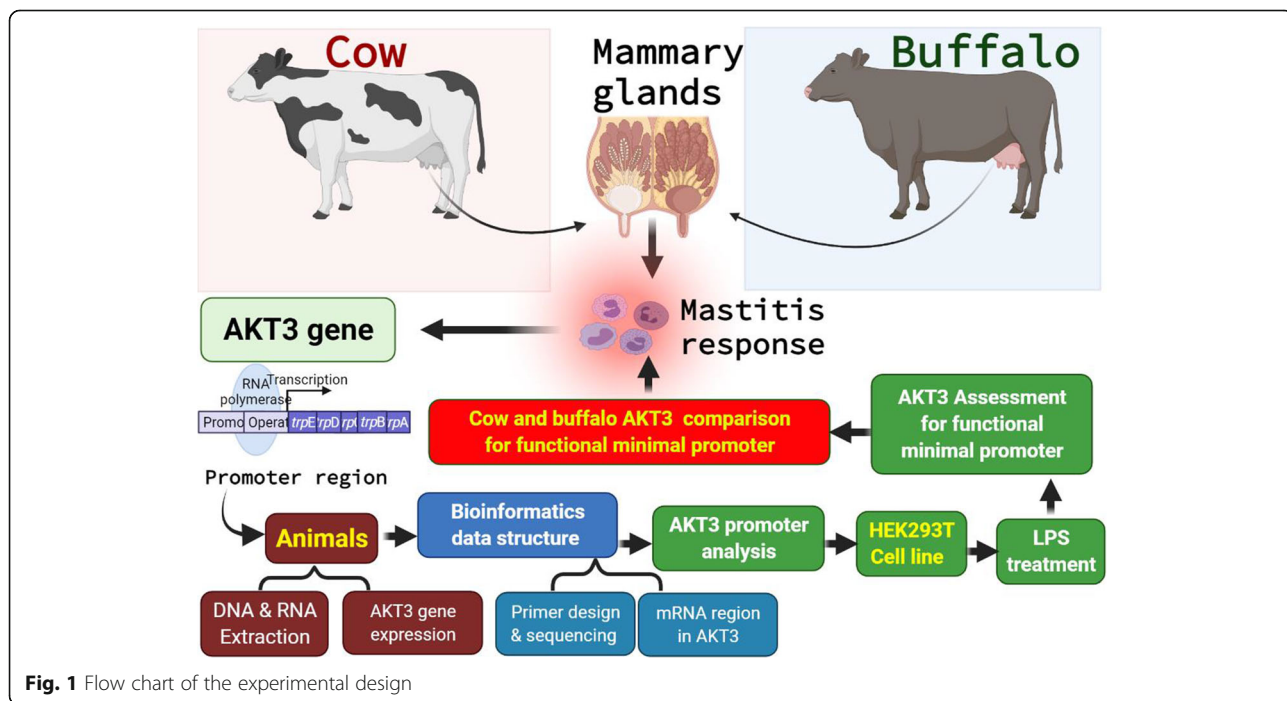 Cow
Mammary
glands
Buffalo
Mastitis
response
AKT3 gene
RNA
polymerase
Transcription
Promo
Operat
trpE
trpB
Promoter region
Cow and buffalo AKT3 comparison
for functional minimal promoter
AKT3 Assessment
for functional
minimal promoter
Animals
Bioinformatics
data structure
AKT3 promoter
analysis
HEK293T
Cell line
LPS
treatment
DNA & RNA
Extraction
AKT3 gene
expression
Primer design
& sequencing
mRNA region
in AKT3
Fig. 1 Flow chart of the experimental design